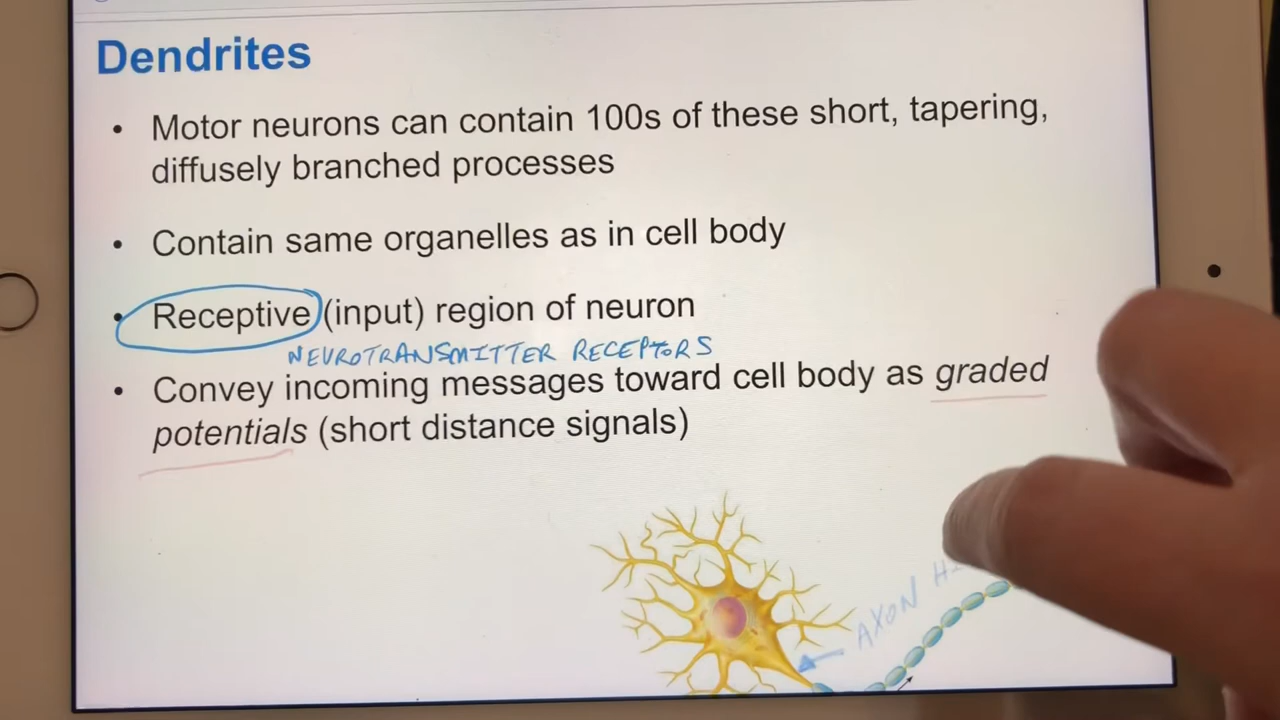 Dendrites
• Motor neurons can contain 100s of these short, tapering,
diffusely branched processes
• Contain same organelles as in cell body
• Receptive (input) region of neuron
NEUROTRANSMITTER RECEPTORS
• Convey incoming messages toward cell body as graded
potentials (short distance signals)
AXON